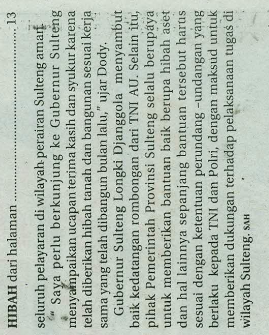 HIBAH dari halaman ........................................13
seluruh pelayaran di wilayah perairan Sulteng aman.
" Saya perlu berkunjung ke Gubernur Sulteng
menyampaikan ucapan terima kasih dan syukur karena
telah diberikan hibah tanah dan bangunan sesuai kerja
sama yang telah dibangun bulan lalu, " ujar Dody.
Gubernur Sulteng Longki Djanggola menyambut
baik kedatangan rombongan dari TNI AU. Selain itu,
pihak Pemerintah Provinsi Sulteng selalu berupaya
untuk memberikan bantuan baik berupa hibah aset
dan hal lainnya sepanjang bantuan tersebut harus
sesuai dengan ketentuan perundang –undangan yang
berlaku kepada TNI dan Polri, dengan maksud untuk
memberikan dukungan terhadap pelaksanaan tugas di
wilayah Sulteng. SAH